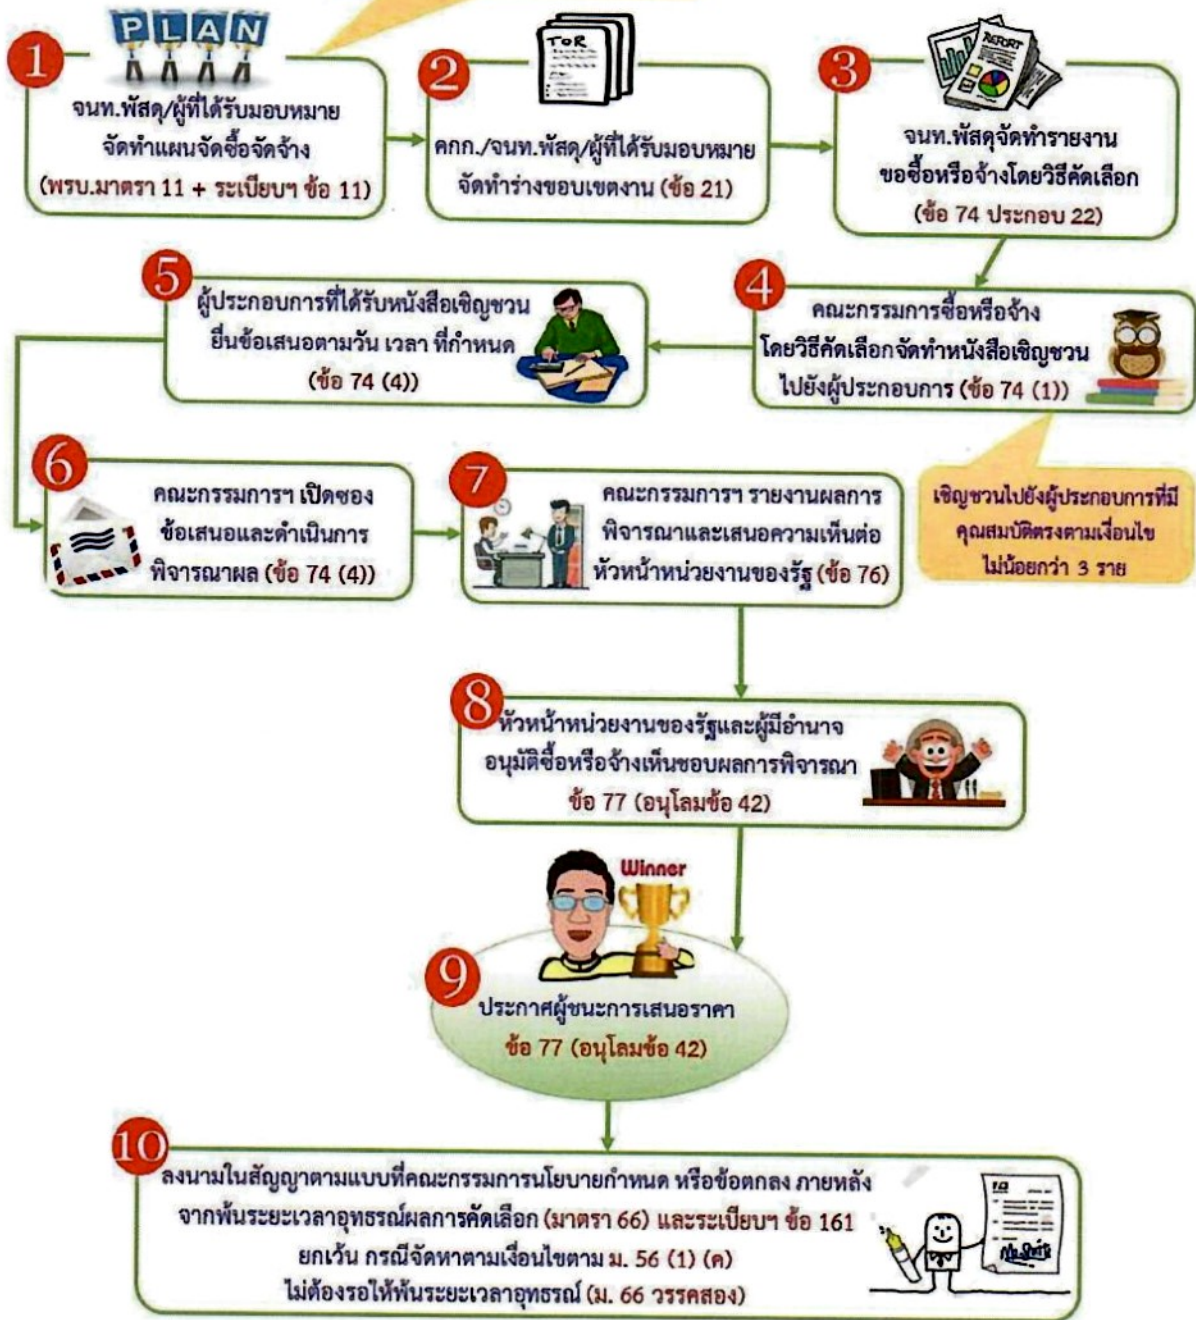 PLAN
1
จนท.พัสดุ/ผู้ที่ได้รับมอบหมาย
จัดทำแผนจัดซื้อจัดจ้าง
(พรบ.มาตรา 11 + ระเบียบฯ ข้อ 11)
2
TOR
คกก./จนท.พัสดุ/ผู้ที่ได้รับมอบหมาย
จัดทำร่างขอบเขตงาน (ข้อ 21)
3
REPORT
จนท.พัสดุจัดทำรายงาน
ขอซื้อหรือจ้างโดยวิธีคัดเลือก
(ข้อ 74 ประกอบ 22)
4
คณะกรรมการซื้อหรือจ้าง
โดยวิธีคัดเลือกจัดทำหนังสือเชิญชวน
ไปยังผู้ประกอบการ (ข้อ 74 (1))
เชิญชวนไปยังผู้ประกอบการที่มี
คุณสมบัติตรงตามเงื่อนไข
ไม่น้อยกว่า 3 ราย
5
ผู้ประกอบการที่ได้รับหนังสือเชิญชวน
ยื่นข้อเสนอตามวัน เวลา ที่กำหนด
(ข้อ 74 (4))
6
คณะกรรมการฯ เปิดซอง
ข้อเสนอและดำเนินการ
พิจารณาผล (ข้อ 74 (4))
7
คณะกรรมการฯ รายงานผลการ
พิจารณาและเสนอความเห็นต่อ
หัวหน้าหน่วยงานของรัฐ (ข้อ 76)
8
หัวหน้าหน่วยงานของรัฐและผู้มีอำนาจ
อนุมัติซื้อหรือจ้างเห็นชอบผลการพิจารณา
ข้อ 77 (อนุโลมข้อ 42)
Winner
9
ประกาศผู้ชนะการเสนอราคา
ข้อ 77 (อนุโลมข้อ 42)
10
ลงนามในสัญญาตามแบบที่คณะกรรมการนโยบายกำหนด หรือข้อตกลง ภายหลัง
จากพ้นระยะเวลาอุทธรณ์ผลการคัดเลือก (มาตรา 66) และระเบียบฯ ข้อ 161
ยกเว้น กรณีจัดหาตามเงื่อนไขตาม ม. 56 (1) (ค)
ไม่ต้องรอให้พ้นระยะเวลาอุทธรณ์ (ม. 66 วรรคสอง)